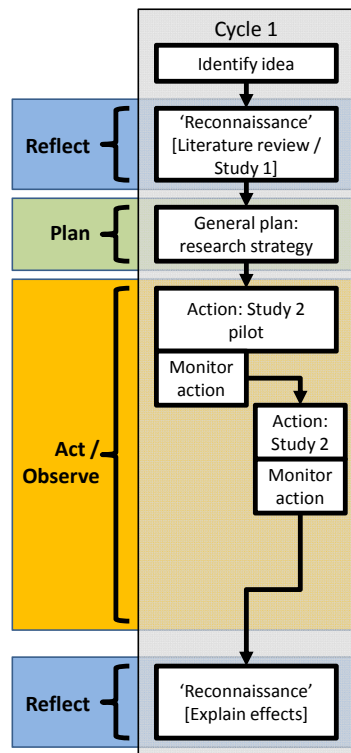 Cycle 1
Identify idea
Reflect
‘Reconnaissance’
[Literature review /
Study 1]
Plan
General plan:
research strategy
Act /
Observe
Action: Study 2
pilot
Monitor
action
Action:
Study 2
Monitor
action
Reflect
‘Reconnaissance’
[Explain effects]